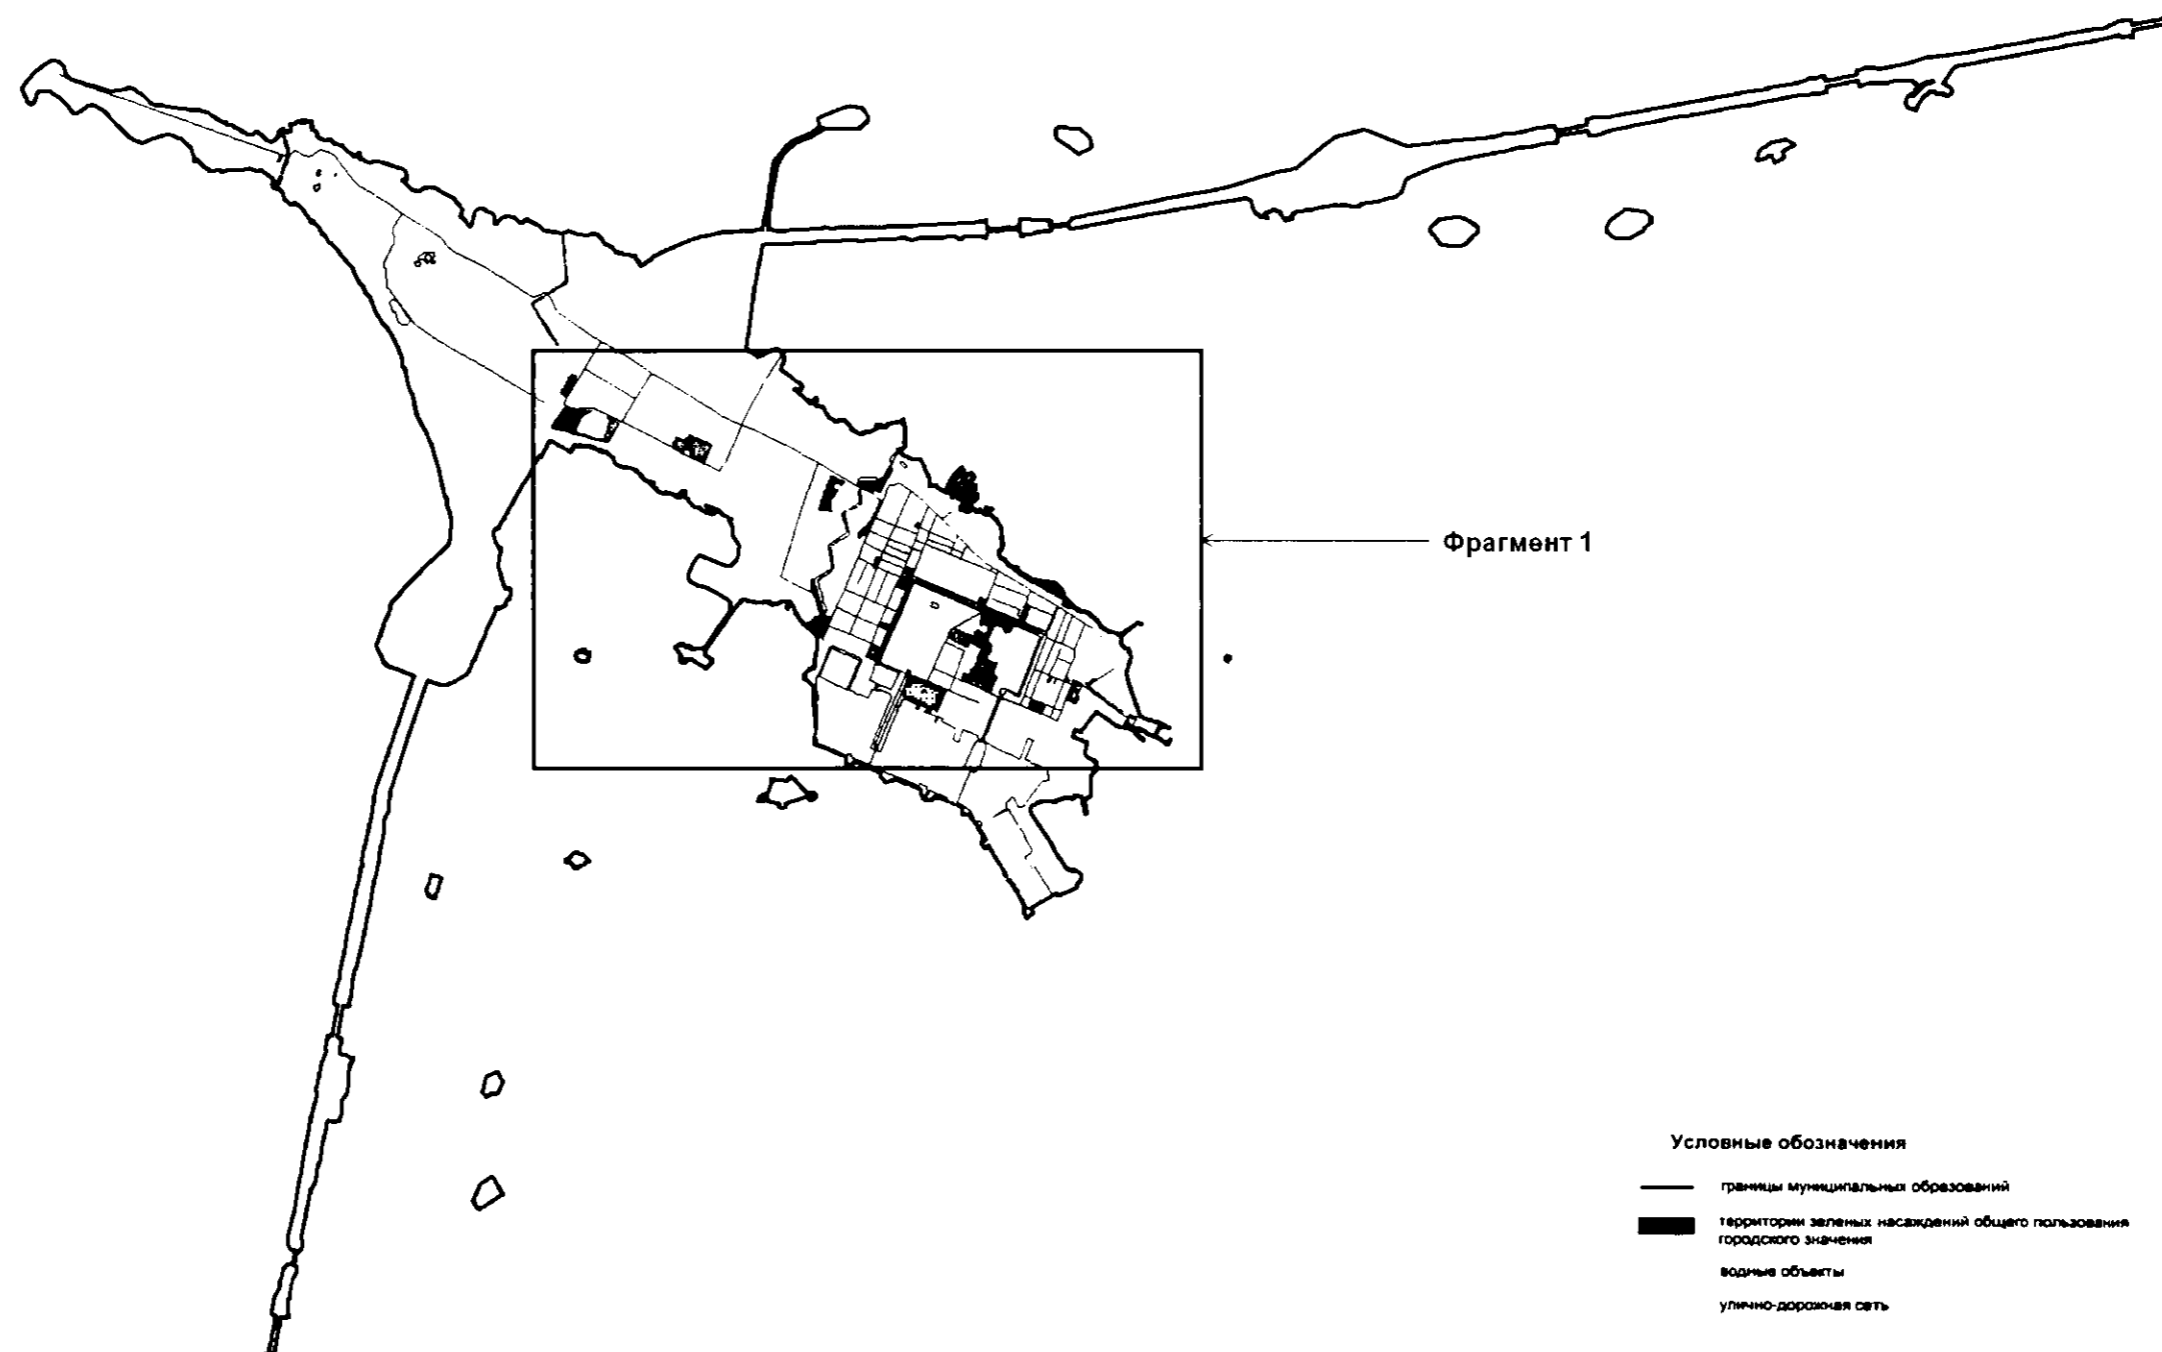 Фрагмент 1
Условные обозначения
границы муниципальных образований
территории зеленых насаждений общего пользования
городского значения
водные объекты
улично-дорожная сеть